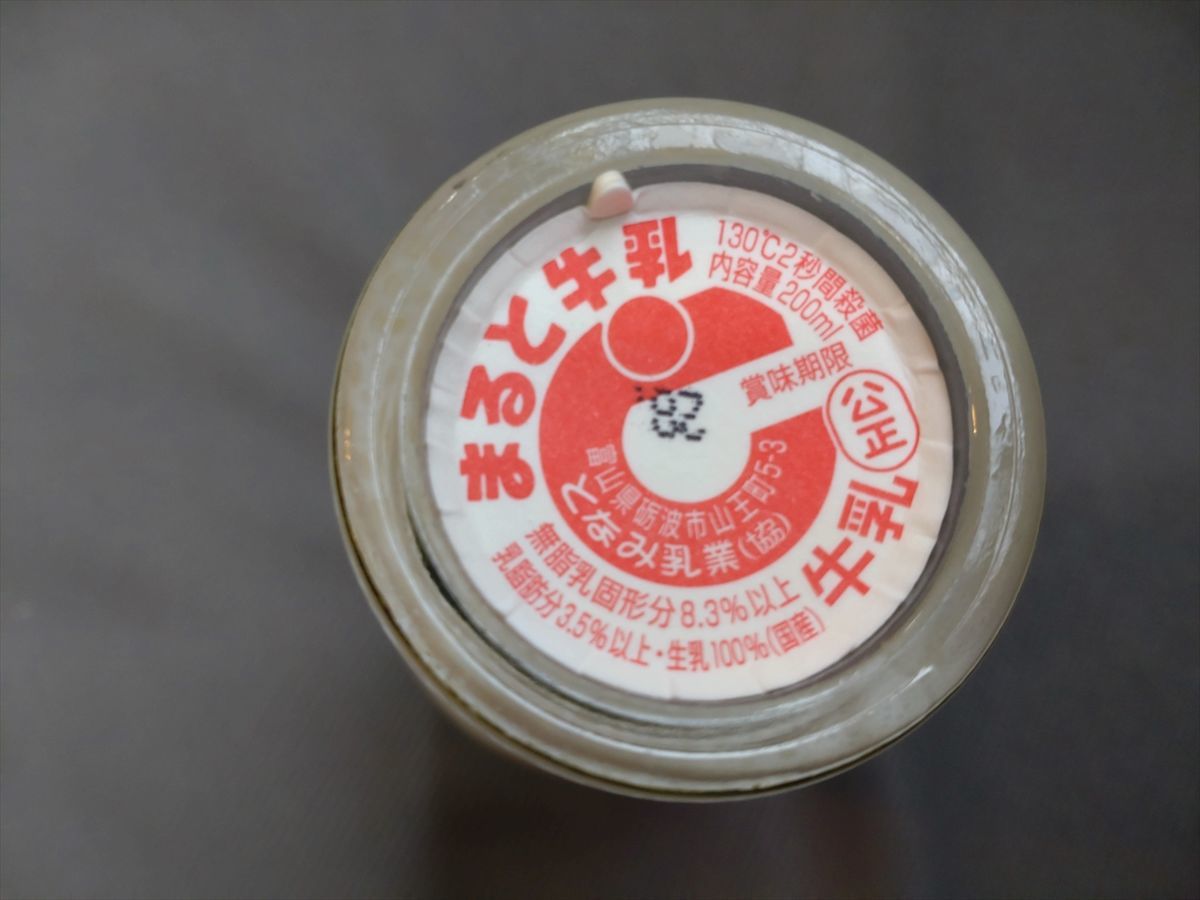 まると牛乳
130℃2秒間殺菌
内容量200ml
賞味期限
公正
牛乳
富山県砺波市山王町5-3
となみ乳業(協)
無脂乳固形分8.3%以上
乳脂肪分3.5%以上・生乳100%(国産)